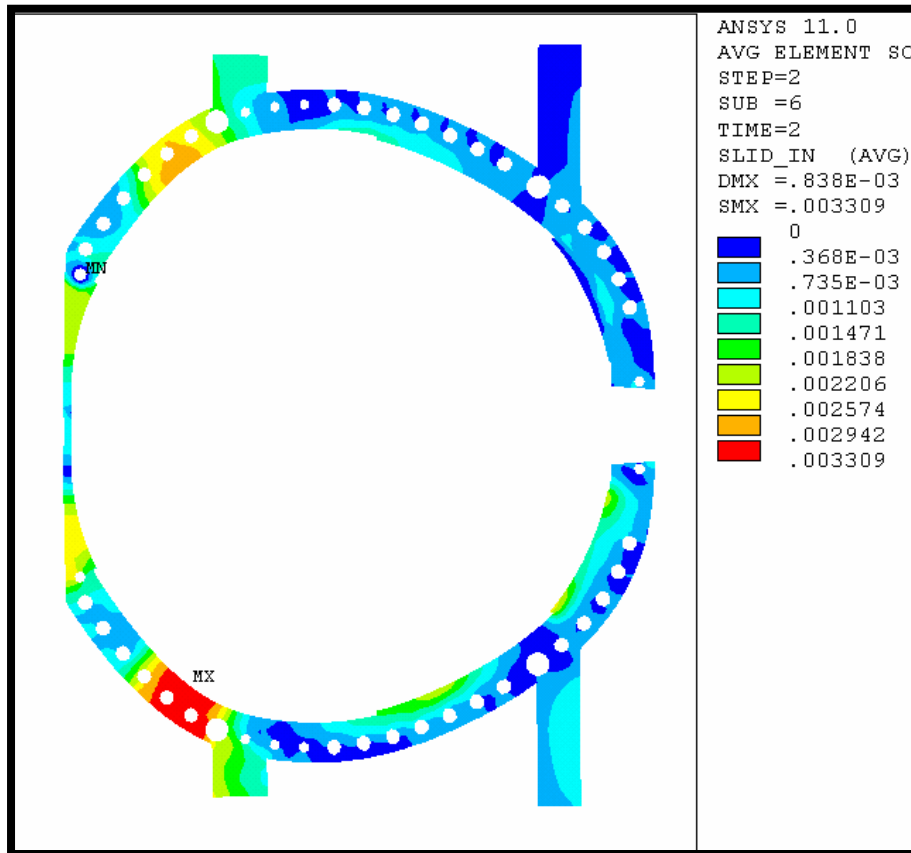 ANSYS 11.0
AVG ELEMENT SO
STEP=2
SUB =6
TIME=2
SLID_IN (AVG)
DMX =.838E-03
SMX =.003309
0
.368E-03
.735E-03
.001103
.001471
.001838
.002206
.002574
.002942
.003309
MN
MX